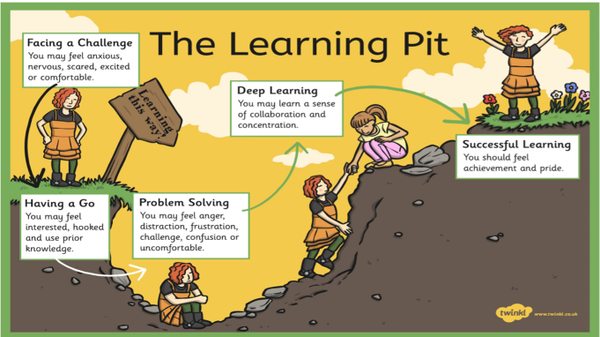 The Learning Pit
Facing a Challenge
You may feel anxious,
nervous, scared, excited
or comfortable.
Learning
this way!
Having a Go
You may feel
interested, hooked
and use prior
knowledge.
Problem Solving
You may feel anger,
distraction, frustration,
challenge, confusion or
uncomfortable.
Deep Learning
You may learn a sense
of collaboration and
concentration.
Successful Learning
You should feel
achievement and pride.
twinkl
www.twinkl.co.uk